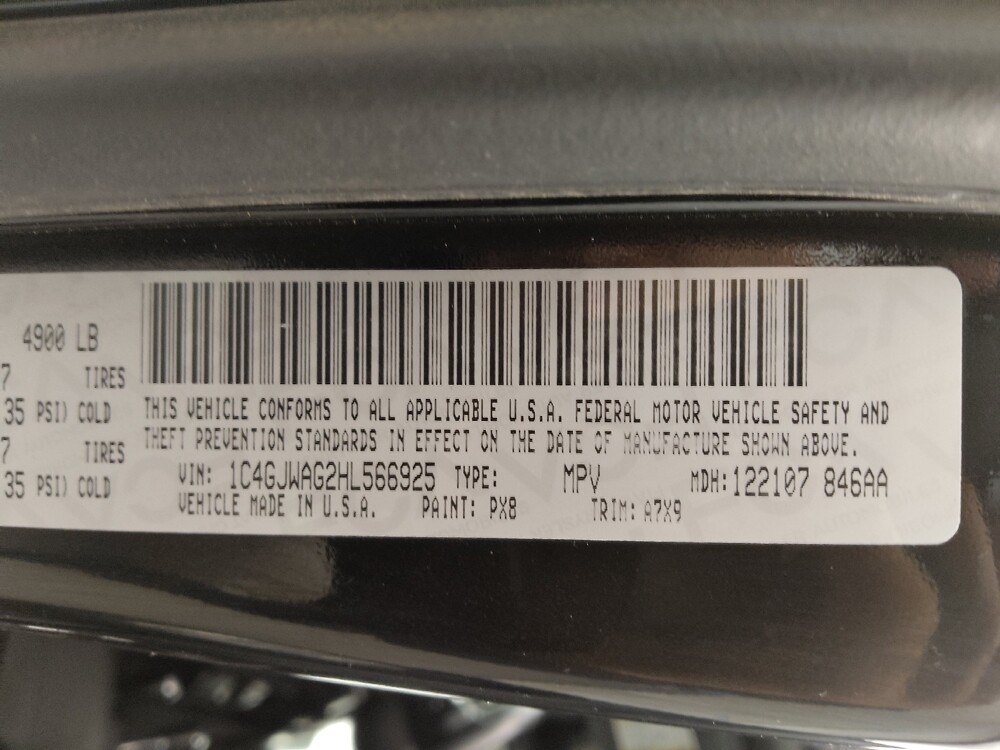 4900 LB
7 TIRES
35 PSI) COLD
7 TIRES
35 PSI) COLD
THIS VEHICLE CONFORMS TO ALL APPLICABLE U.S.A. FEDERAL MOTOR VEHICLE SAFETY AND
THEFT PREVENTION STANDARDS IN EFFECT ON THE DATE OF MANUFACTURE SHOWN ABOVE.
VIN: 1C4GJWAG2HL566925 TYPE: MPV MDH:122107 846AA
VEHICLE MADE IN U.S.A. PAINT: PX8 TRIM: A7X9